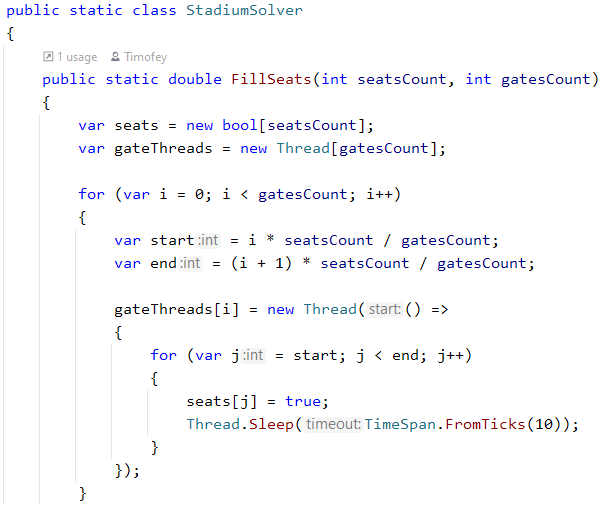 public static class StadiumSolver
{
1 usage Timofey
public static double FillSeats(int seatsCount, int gatesCount)
{
var seats = new bool[seatsCount];
var gateThreads = new Thread[gatesCount];
for (var i = 0; i < gatesCount; i++)
{
var start:int = i * seatsCount / gatesCount;
var end:int = (i + 1) * seatsCount / gatesCount;
gateThreads[i] = new Thread(start:() =>
{
for (var j:int = start; j < end; j++)
{
seats[j] = true;
Thread.Sleep(timeout:TimeSpan.FromTicks(10));
}
});
}